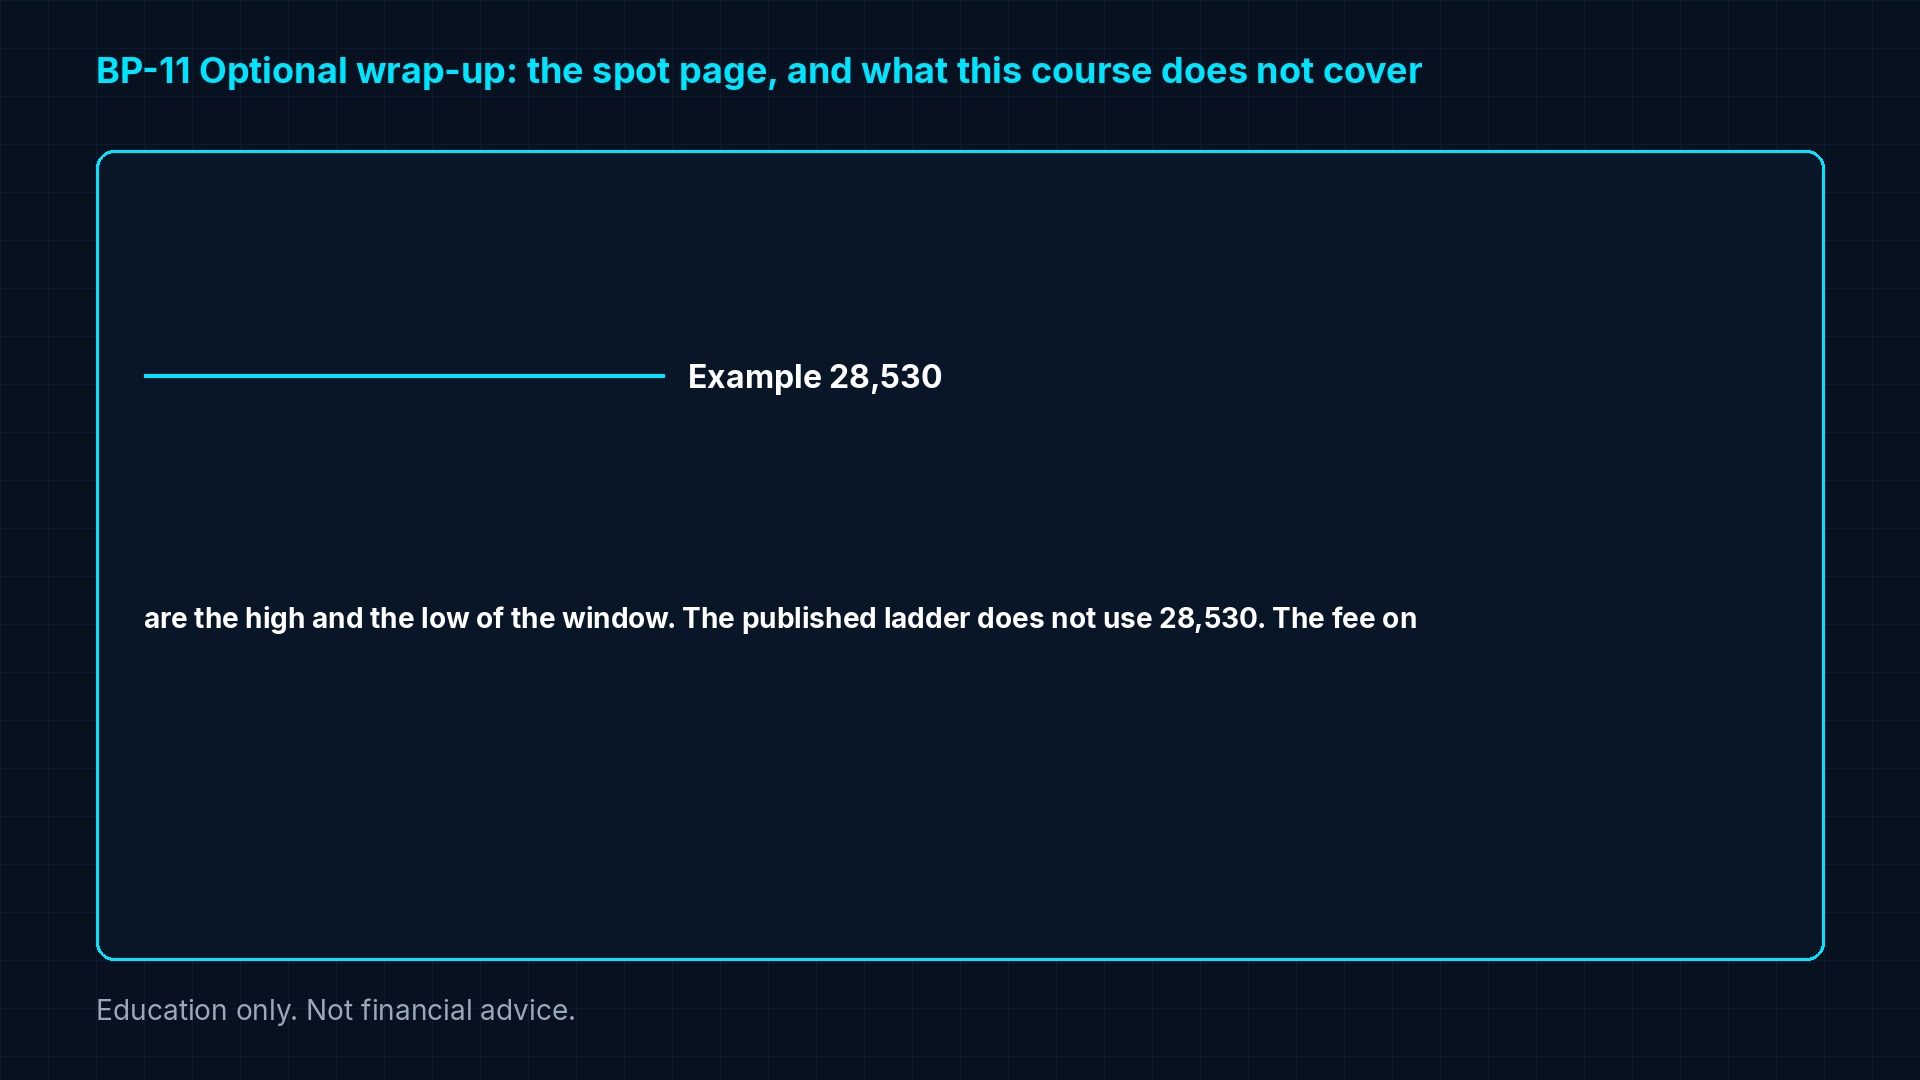 BP-11 Optional wrap-up: the spot page, and what this course does not cover
Example 28,530
are the high and the low of the window. The published ladder does not use 28,530. The fee on
Education only. Not financial advice.